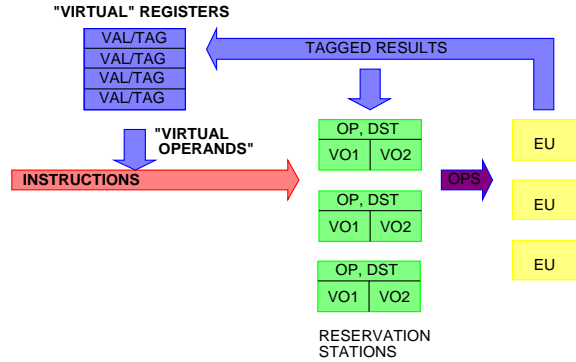 "VIRTUAL" REGISTERS
VAL/TAG
VAL/TAG
VAL/TAG
VAL/TAG
TAGGED RESULTS
"VIRTUAL
OPERANDS"
INSTRUCTIONS
OP, DST
VO1 VO2
OPS
EU
OP, DST
VO1 VO2
EU
OP, DST
VO1 VO2
EU
RESERVATION
STATIONS